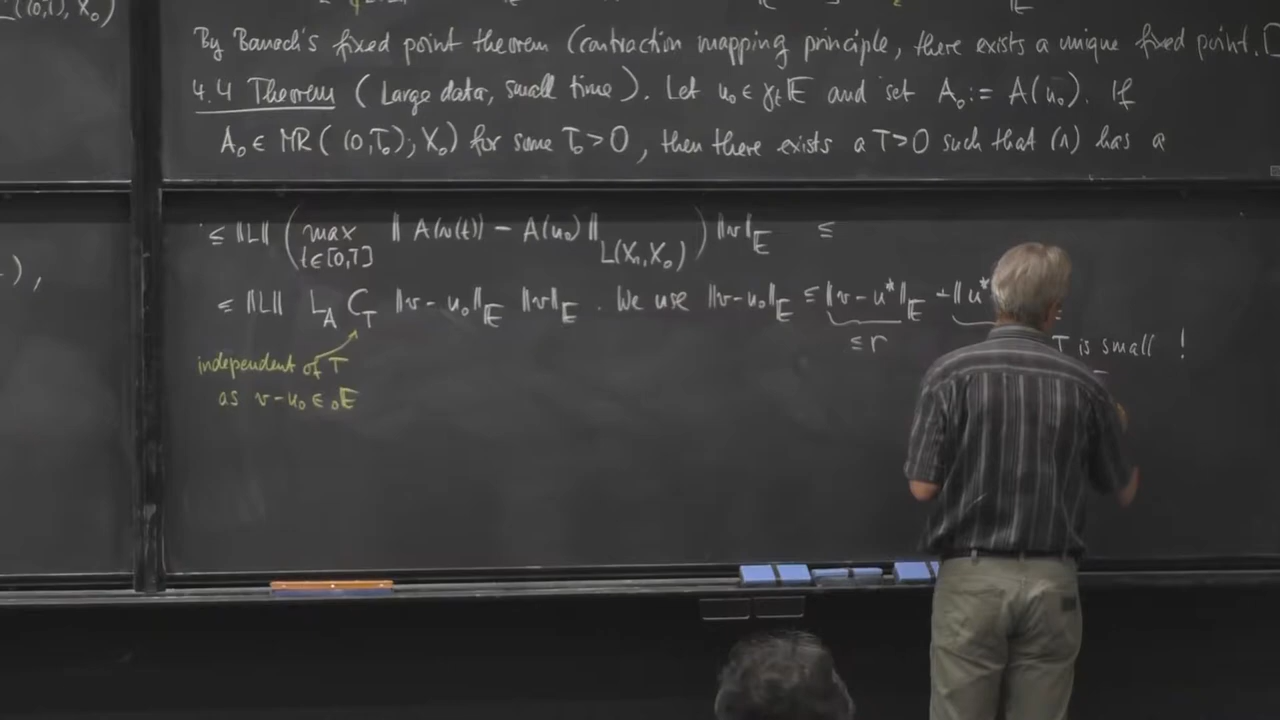 ((0,T), X₀)
By Banach's fixed point theorem (contraction mapping principle, there exists a unique fixed point.
4.4 Theorem (Large data, small time). Let u₀ ∈ γₜ𝔼 and set A₀ := A(u₀). If
A₀ ∈ MR((0,T₀); X₀) for some T₀ > 0, then there exists a T > 0 such that (1) has a
≤ ‖L‖ ( max t∈[0,T] ‖ A(v(t)) − A(u₀) ‖ L(X₁,X₀) ) ‖v‖_𝔼 ≤
),
≤ ‖L‖ L_A C_T ‖v − u₀‖_𝔼 ‖v‖_𝔼 . We use ‖v−u₀‖_𝔼 ≤ ‖v − u*‖_𝔼 + ‖u*
≤ r T is small !
independent of T
as v−u₀ ∈ ₀𝔼